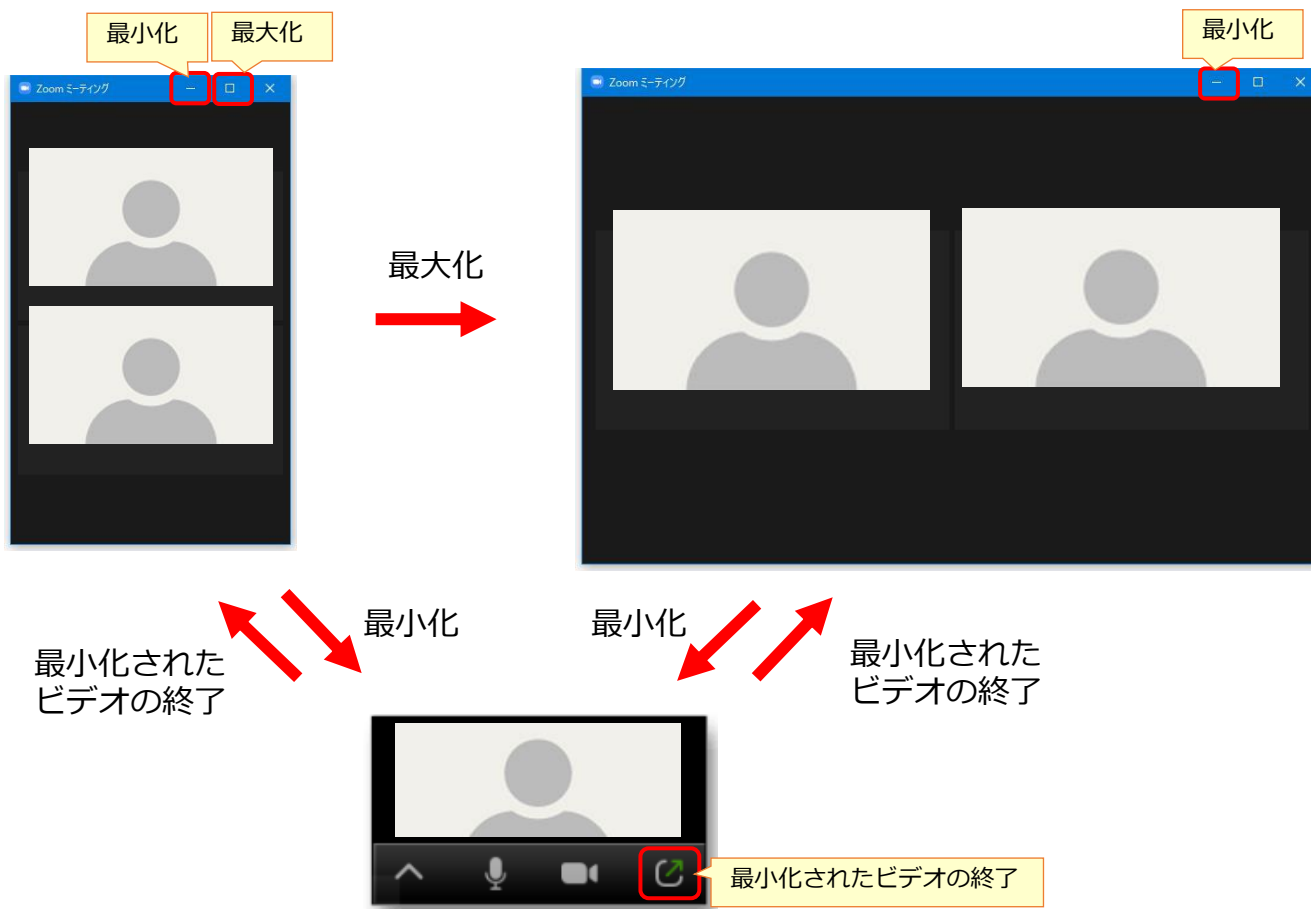 最小化
最大化
最小化
Zoom ミーティング
Zoom ミーティング
最大化
最小化
最小化
最小化された
ビデオの終了
最小化された
ビデオの終了
最小化されたビデオの終了